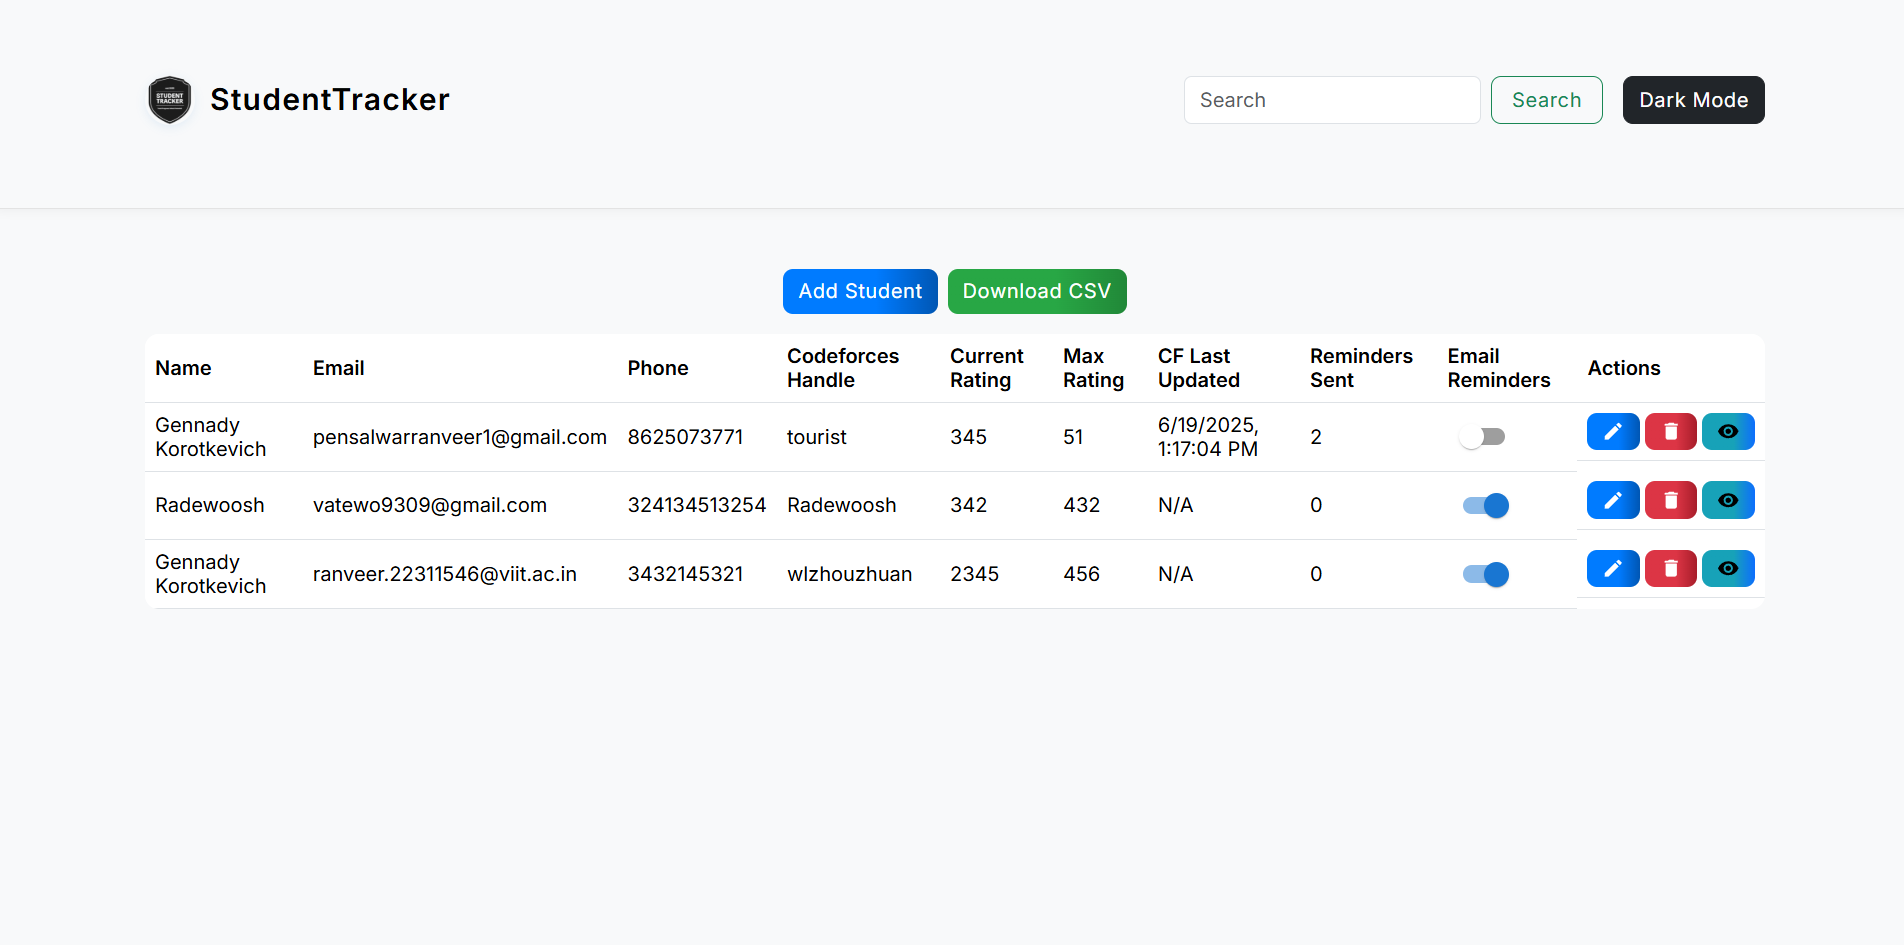 STUDENT
TRACKER
StudentTracker
Search
Search
Dark Mode
Add Student
Download CSV
Name
Email
Phone
Codeforces
Handle
Current
Rating
Max
Rating
CF Last
Updated
Reminders
Sent
Email
Reminders
Actions
Gennady
Korotkevich
pensalwarranveer1@gmail.com
8625073771
tourist
345
51
6/19/2025,
1:17:04 PM
2
Radewoosh
vatewo9309@gmail.com
324134513254
Radewoosh
342
432
N/A
0
Gennady
Korotkevich
ranveer.22311546@viit.ac.in
3432145321
wlzhouzhuan
2345
456
N/A
0